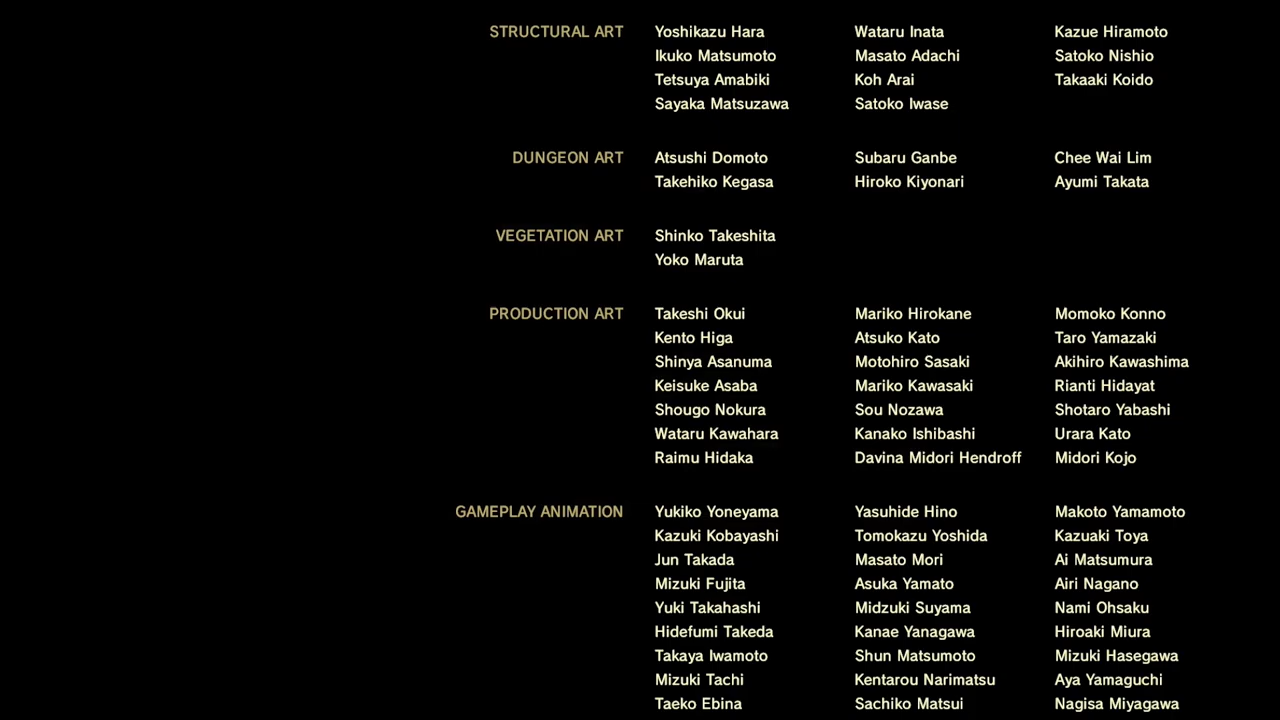 STRUCTURAL ART Yoshikazu Hara Wataru Inata Kazue Hiramoto
Ikuko Matsumoto Masato Adachi Satoko Nishio
Tetsuya Amabiki Koh Arai Takaaki Koido
Sayaka Matsuzawa Satoko Iwase
DUNGEON ART Atsushi Domoto Subaru Ganbe Chee Wai Lim
Takehiko Kegasa Hiroko Kiyonari Ayumi Takata
VEGETATION ART Shinko Takeshita
Yoko Maruta
PRODUCTION ART Takeshi Okui Mariko Hirokane Momoko Konno
Kento Higa Atsuko Kato Taro Yamazaki
Shinya Asanuma Motohiro Sasaki Akihiro Kawashima
Keisuke Asaba Mariko Kawasaki Rianti Hidayat
Shougo Nokura Sou Nozawa Shotaro Yabashi
Wataru Kawahara Kanako Ishibashi Urara Kato
Raimu Hidaka Davina Midori Hendroff Midori Kojo
GAMEPLAY ANIMATION Yukiko Yoneyama Yasuhide Hino Makoto Yamamoto
Kazuki Kobayashi Tomokazu Yoshida Kazuaki Toya
Jun Takada Masato Mori Ai Matsumura
Mizuki Fujita Asuka Yamato Airi Nagano
Yuki Takahashi Midzuki Suyama Nami Ohsaku
Hidefumi Takeda Kanae Yanagawa Hiroaki Miura
Takaya Iwamoto Shun Matsumoto Mizuki Hasegawa
Mizuki Tachi Kentarou Narimatsu Aya Yamaguchi
Taeko Ebina Sachiko Matsui Nagisa Miyagawa